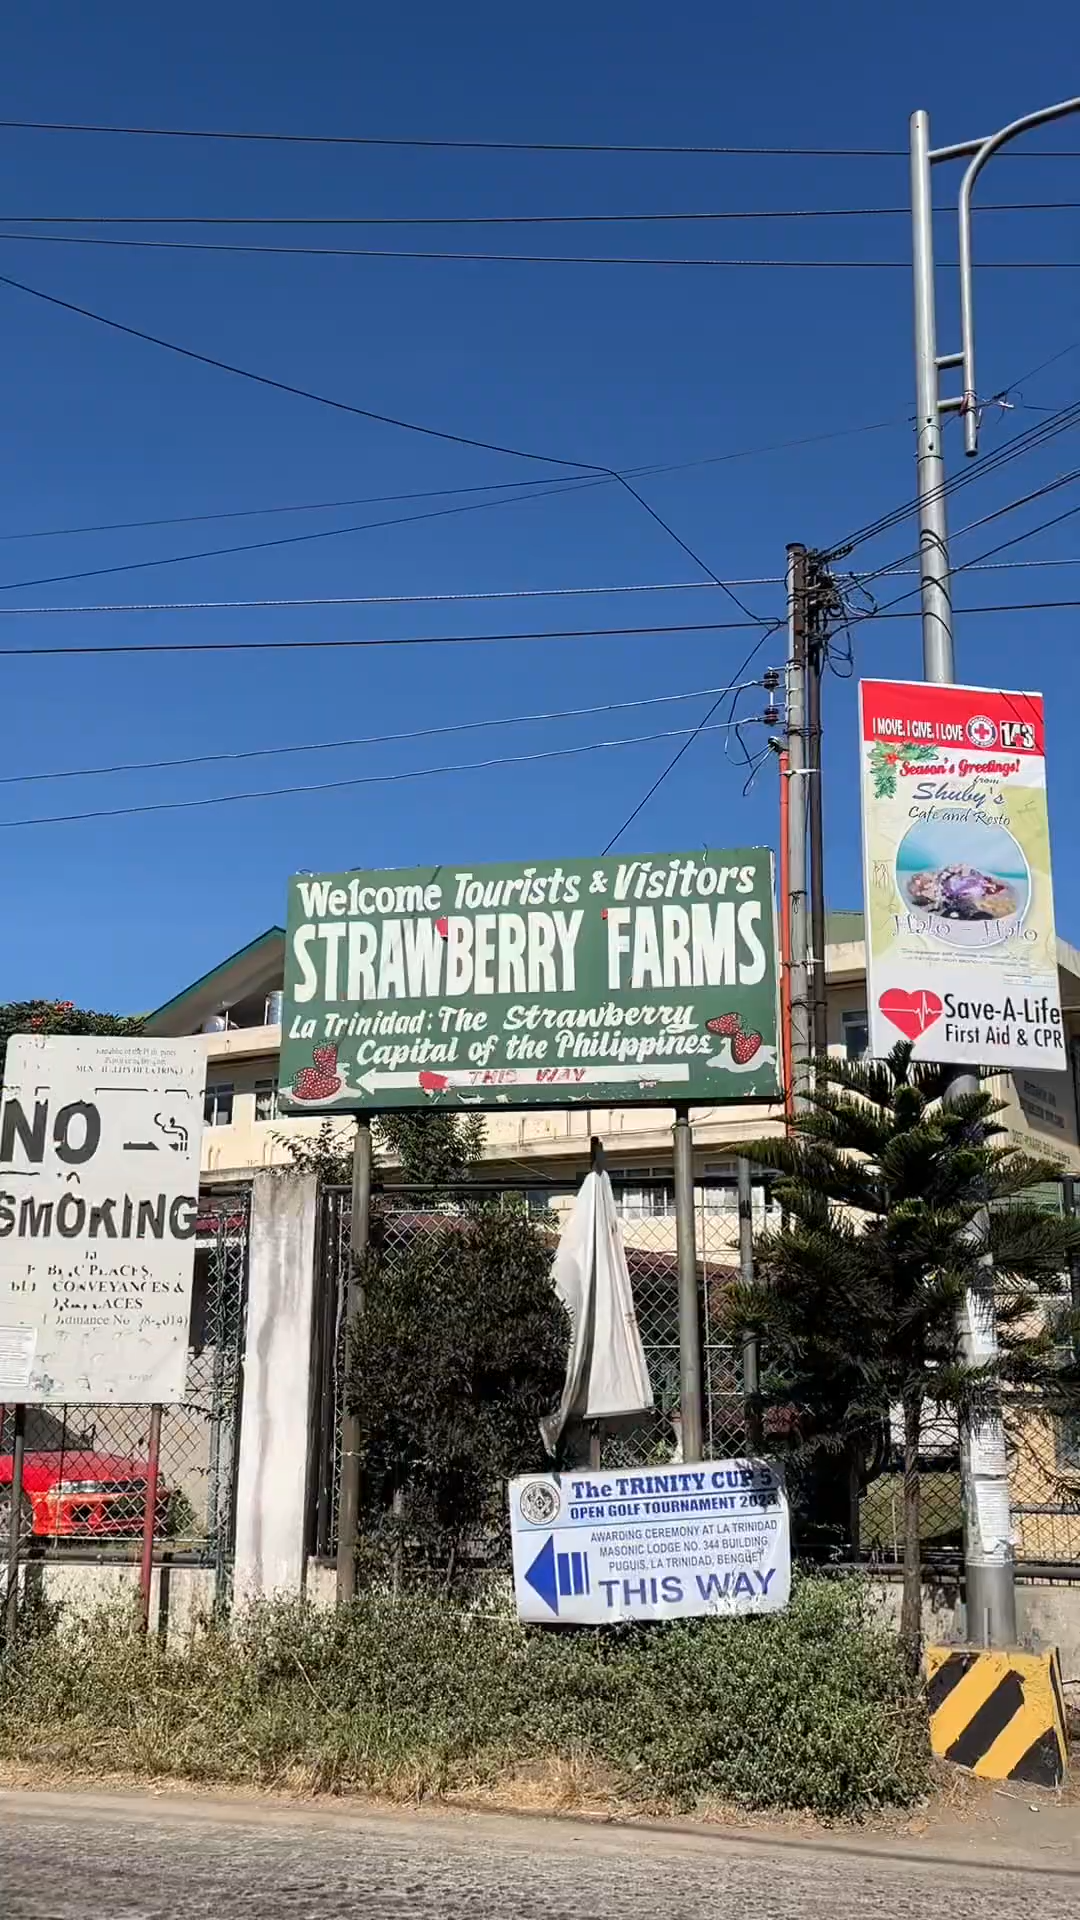 Welcome Tourists & Visitors
STRAWBERRY FARMS
La Trinidad: The Strawberry
Capital of the Philippines
THIS WAY
I MOVE. I GIVE. I LOVE
143
Season's Greetings!
from
Shuby's
Cafe and Resto
Halo - Halo
Save-A-Life
First Aid & CPR
NO
SMOKING
CONVEYANCES &
The TRINITY CUP 5
OPEN GOLF TOURNAMENT 2023
AWARDING CEREMONY AT LA TRINIDAD
MASONIC LODGE NO. 344 BUILDING
PUGUIS, LA TRINIDAD, BENGUET
THIS WAY